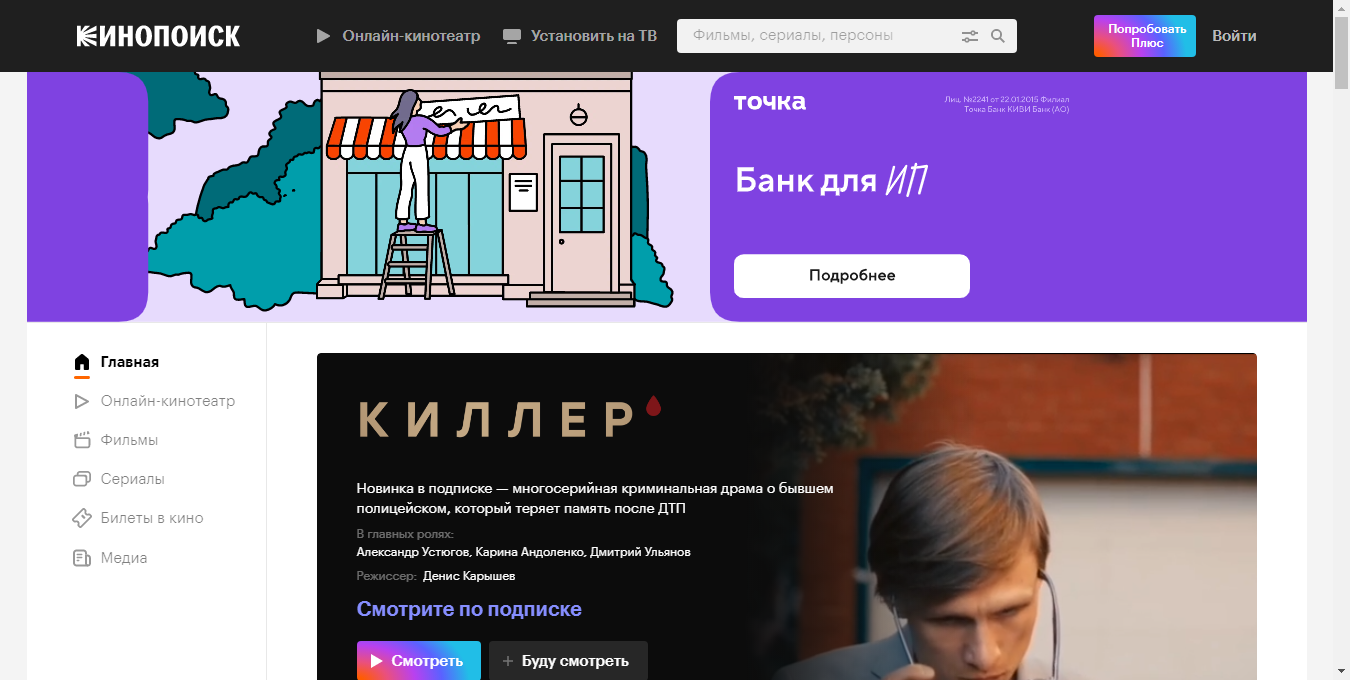 КИНОПОИСК
Онлайн-кинотеатр
Установить на ТВ
Фильмы, сериалы, персоны
Попробовать
Плюс
Войти
точка
Лиц. №2241 от 22.01.2015 Филиал
Точка Банк КИВИ Банк (АО)
Банк для ИП
Подробнее
Главная
Онлайн-кинотеатр
Фильмы
Сериалы
Билеты в кино
Медиа
КИЛЛЕР
Новинка в подписке — многосерийная криминальная драма о бывшем
полицейском, который теряет память после ДТП
В главных ролях:
Александр Устюгов, Карина Андоленко, Дмитрий Ульянов
Режиссер: Денис Карышев
Смотрите по подписке
Смотреть
+ Буду смотреть